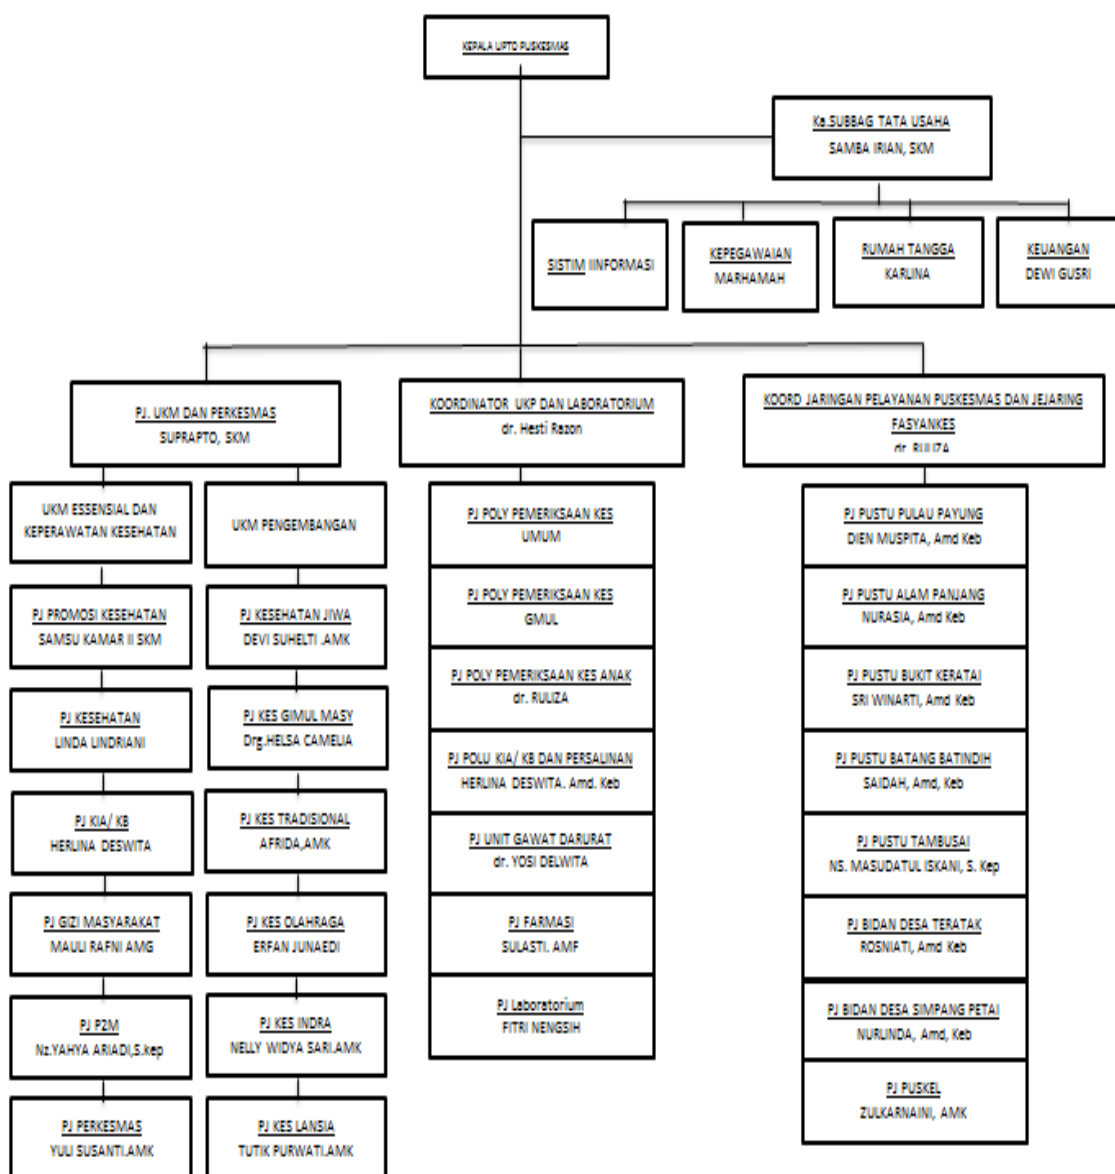 KEPALA UPTD PUSKESMAS
Ka.SUBBAG TATA USAHA
SAMBA IRIAN, SKM
SISTIM IINFORMASI
KEPEGAWAIAN
MARHAMAH
RUMAH TANGGA
KARLINA
KEUANGAN
DEWI GUSRI
PJ. UKM DAN PERKESMAS
SUPRAPTO, SKM
KOORDINATOR UKP DAN LABORATORIUM
dr. Hesti Razon
KOORD JARINGAN PELAYANAN PUSKESMAS DAN JEJARING
FASYANKES
dr. RULIZA
UKM ESSENSIAL DAN
KEPERAWATAN KESEHATAN
PJ PROMOSI KESEHATAN
SAMSU KAMAR II SKM
PJ KESEHATAN
LINDA LINDRIANI
PJ KIA/ KB
HERLINA DESWITA
PJ GIZI MASYARAKAT
MAULI RAFNI AMG
PJ P2M
Nz.YAHYA ARIADI,S.kep
PJ PERKESMAS
YULI SUSANTI.AMK
UKM PENGEMBANGAN
PJ KESEHATAN JIWA
DEVI SUHELTI .AMK
PJ KES GIMUL MASY
Drg.HELSA CAMELIA
PJ KES TRADISIONAL
AFRIDA,AMK
PJ KES OLAHRAGA
ERFAN JUNAEDI
PJ KES INDRA
NELLY WIDYA SARI.AMK
PJ KES LANSIA
TUTIK PURWATI.AMK
PJ POLY PEMERIKSAAN KES
UMUM
PJ POLY PEMERIKSAAN KES
GMUL
PJ POLY PEMERIKSAAN KES ANAK
dr. RULIZA
PJ POLU KIA/ KB DAN PERSALINAN
HERLINA DESWITA. Amd. Keb
PJ UNIT GAWAT DARURAT
dr. YOSI DELWITA
PJ FARMASI
SULASTI. AMF
PJ Laboratorium
FITRI NENGSIH
PJ PUSTU PULAU PAYUNG
DIEN MUSPITA, Amd Keb
PJ PUSTU ALAM PANJANG
NURASIA, Amd Keb
PJ PUSTU BUKIT KERATAI
SRI WINARTI, Amd Keb
PJ PUSTU BATANG BATINDIH
SAIDAH, Amd, Keb
PJ PUSTU TAMBUSAI
NS. MASUDATUL ISKANI, S. Kep
PJ BIDAN DESA TERATAK
ROSNIATI, Amd Keb
PJ BIDAN DESA SIMPANG PETAI
NURLINDA, Amd, Keb
PJ PUSKEL
ZULKARNAINI, AMK